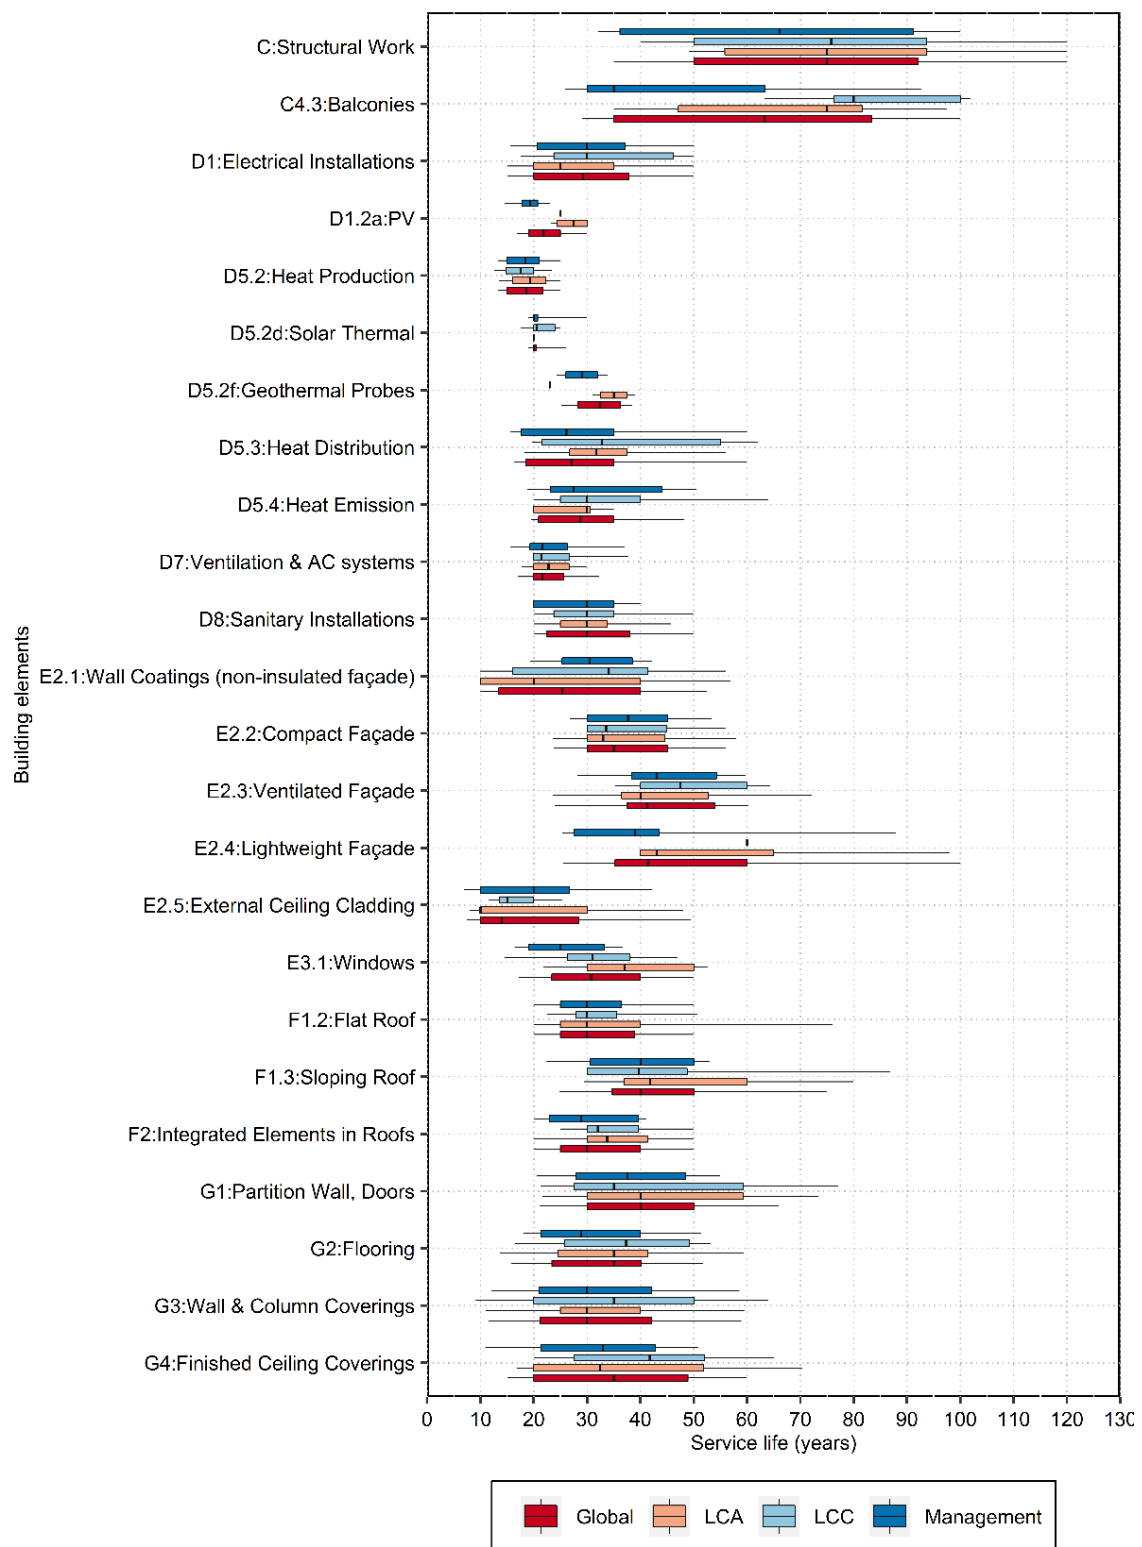 C:Structural Work
C4.3:Balconies
D1:Electrical Installations
D1.2a:PV
D5.2:Heat Production
D5.2d:Solar Thermal
D5.2f:Geothermal Probes
D5.3:Heat Distribution
D5.4:Heat Emission
D7:Ventilation & AC systems
D8:Sanitary Installations
E2.1:Wall Coatings (non-insulated façade)
E2.2:Compact Façade
E2.3:Ventilated Façade
E2.4:Lightweight Façade
E2.5:External Ceiling Cladding
E3.1:Windows
F1.2:Flat Roof
F1.3:Sloping Roof
F2:Integrated Elements in Roofs
G1:Partition Wall, Doors
G2:Flooring
G3:Wall & Column Coverings
G4:Finished Ceiling Coverings
Building elements
0 10 20 30 40 50 60 70 80 90 100 110 120 130
Service life (years)
Global LCA LCC Management